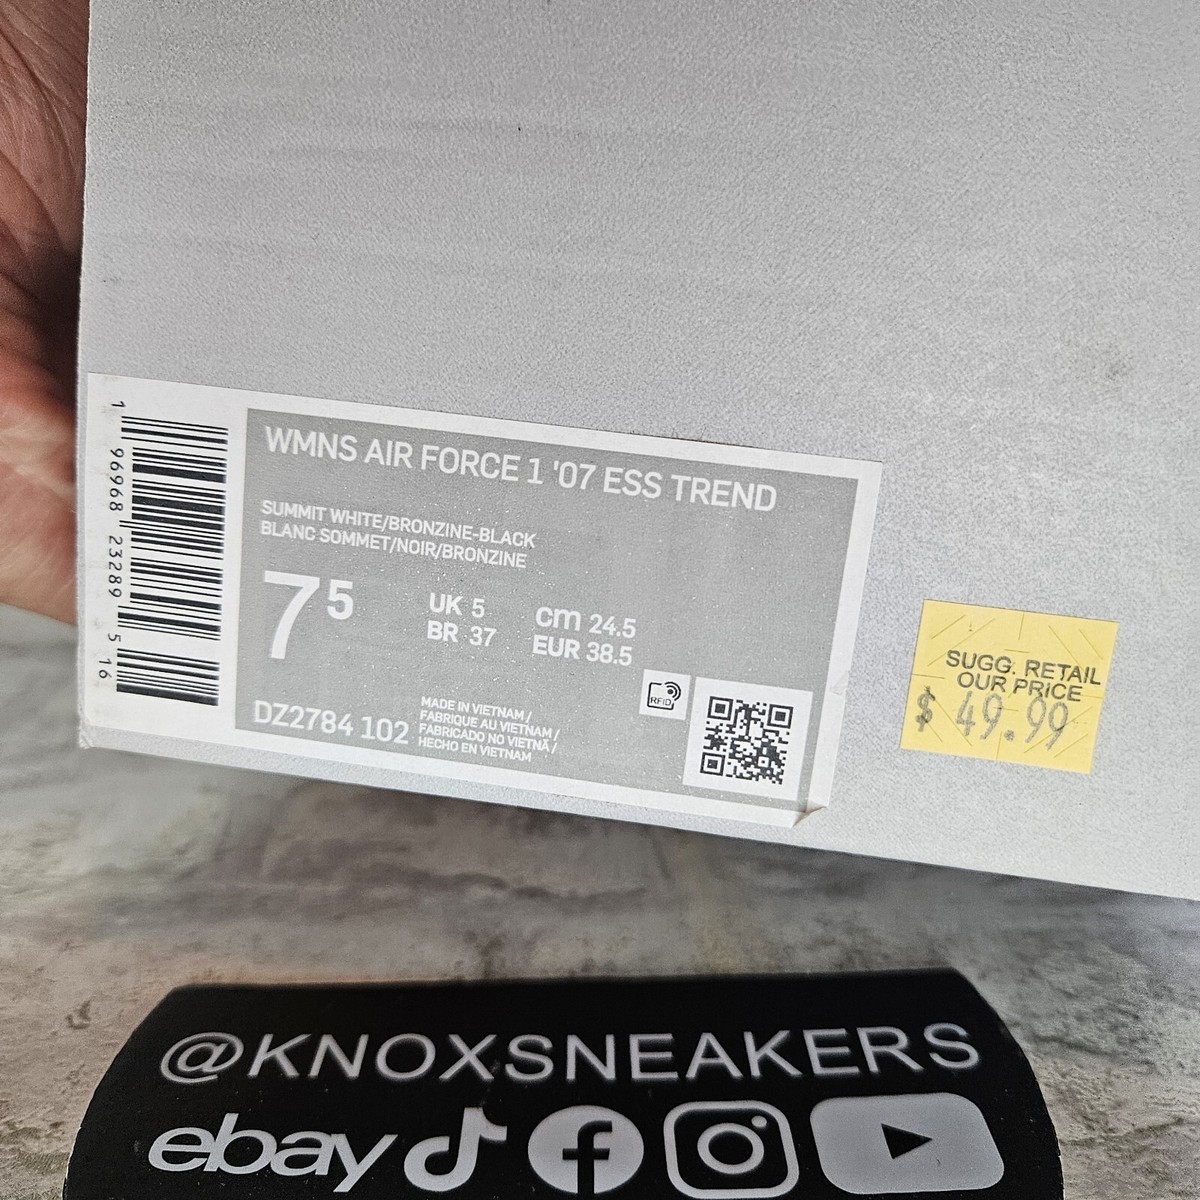 1 96968 23289 5 16
WMNS AIR FORCE 1 '07 ESS TREND
SUMMIT WHITE/BRONZINE-BLACK
BLANC SOMMET/NOIR/BRONZINE
7 5
UK 5
BR 37
cm 24.5
EUR 38.5
DZ2784 102
MADE IN VIETNAM /
FABRIQUE AU VIETNAM /
FABRICADO NO VIETNÃ /
HECHO EN VIETNAM
RFID
SUGG. RETAIL
OUR PRICE
$ 49.99
@KNOXSNEAKERS
ebay